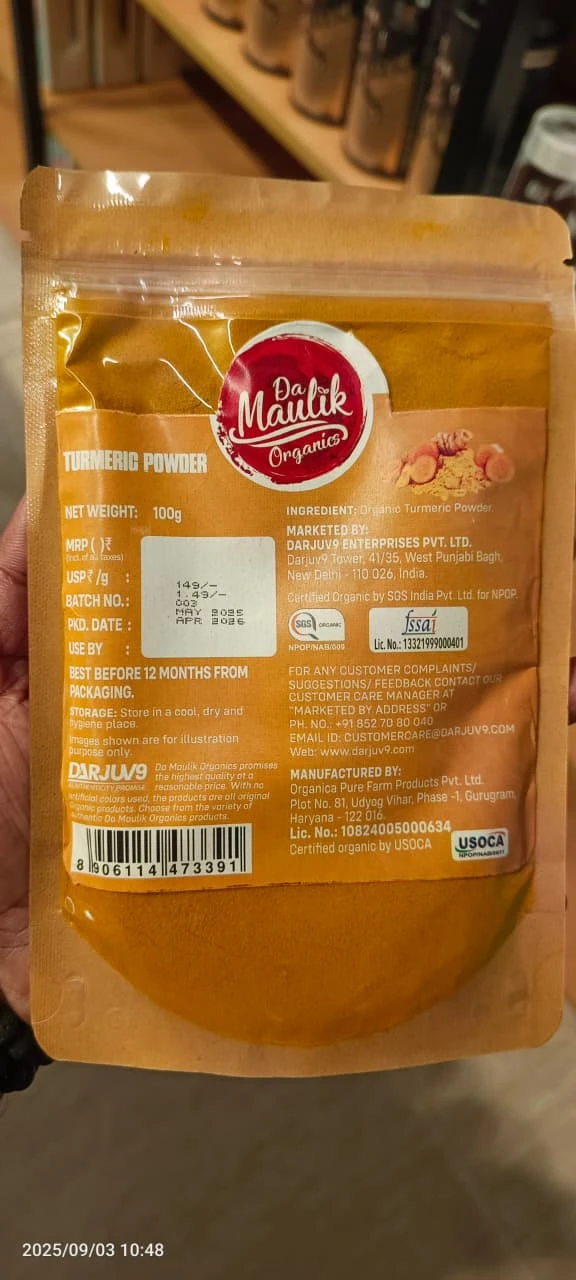 Da
Maulik
Organics
TURMERIC POWDER
NET WEIGHT: 100g
MRP ( )₹ : 149/-
(Incl. of all taxes)
USP₹/g : 1.49/-
BATCH NO.: 003
PKD. DATE : MAY 2025
USE BY : APR 2026
BEST BEFORE 12 MONTHS FROM
PACKAGING.
STORAGE: Store in a cool, dry and
hygiene place.
Images shown are for illustration
purpose only.
DARJUV9
AUTHENTICITY PROMISE
Da Maulik Organics promises
the highest quality at a
reasonable price. With no
artificial colors used, the products are all original
Organic products. Choose from the variety of
authentic Da Maulik Organics products.
8 906114 473391
INGREDIENT: Organic Turmeric Powder.
MARKETED BY:
DARJUV9 ENTERPRISES PVT. LTD.
Darjuv9 Tower, 41/35, West Punjabi Bagh,
New Delhi - 110 026, India.
Certified Organic by SGS India Pvt. Ltd. for NPOP.
SGS ORGANIC
NPOP/NAB/009
fssai
Lic. No.: 13321999000401
FOR ANY CUSTOMER COMPLAINTS/
SUGGESTIONS/ FEEDBACK CONTACT OUR
CUSTOMER CARE MANAGER AT
"MARKETED BY ADDRESS" OR
PH. NO.: +91 852 70 80 040
EMAIL ID: CUSTOMERCARE@DARJUV9.COM
Web: www.darjuv9.com
MANUFACTURED BY:
Organica Pure Farm Products Pvt. Ltd.
Plot No. 81, Udyog Vihar, Phase -1, Gurugram,
Haryana - 122 016.
Lic. No.: 10824005000634
Certified organic by USOCA
USOCA
2025/09/03 10:48